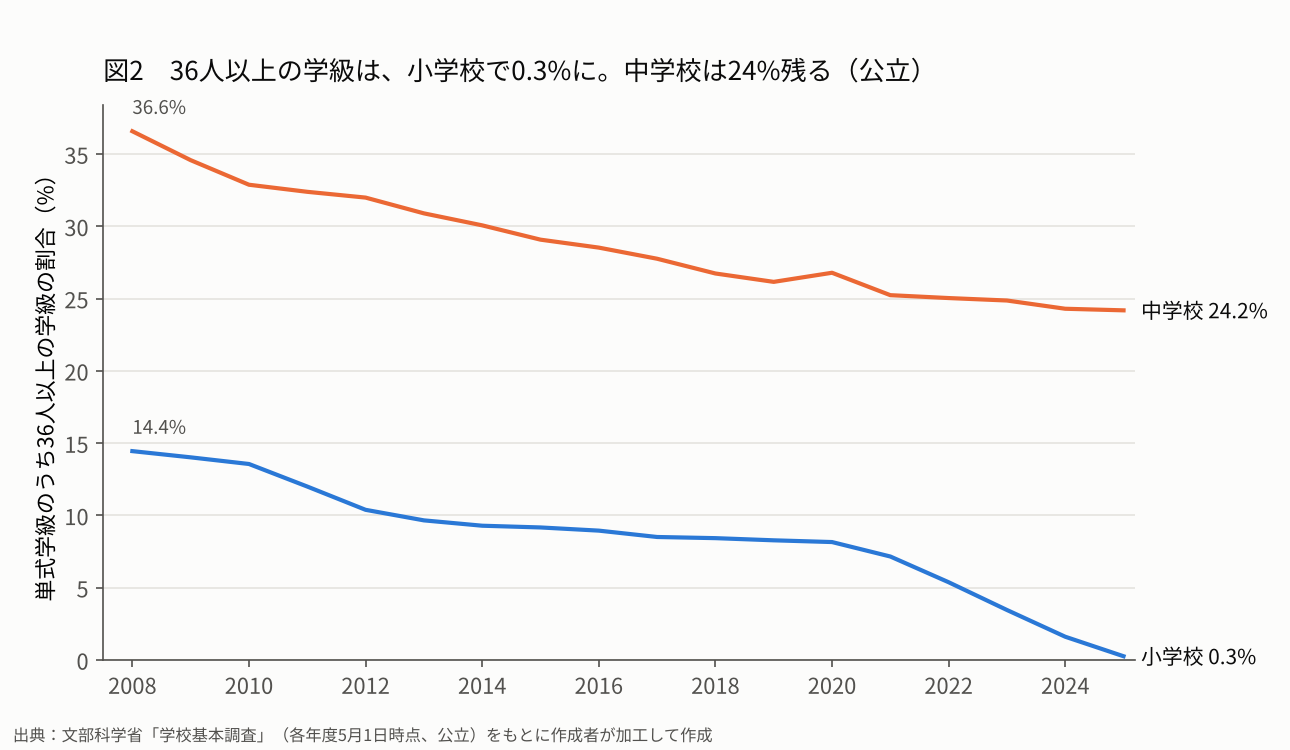 図2　36人以上の学級は、小学校で0.3%に。中学校は24%残る（公立）
単式学級のうち36人以上の学級の割合（%）
36.6%
35
30
25
中学校 24.2%
20
14.4%
15
10
5
0
小学校 0.3%
2008 2010 2012 2014 2016 2018 2020 2022 2024
出典：文部科学省「学校基本調査」（各年度5月1日時点、公立）をもとに作成者が加工して作成